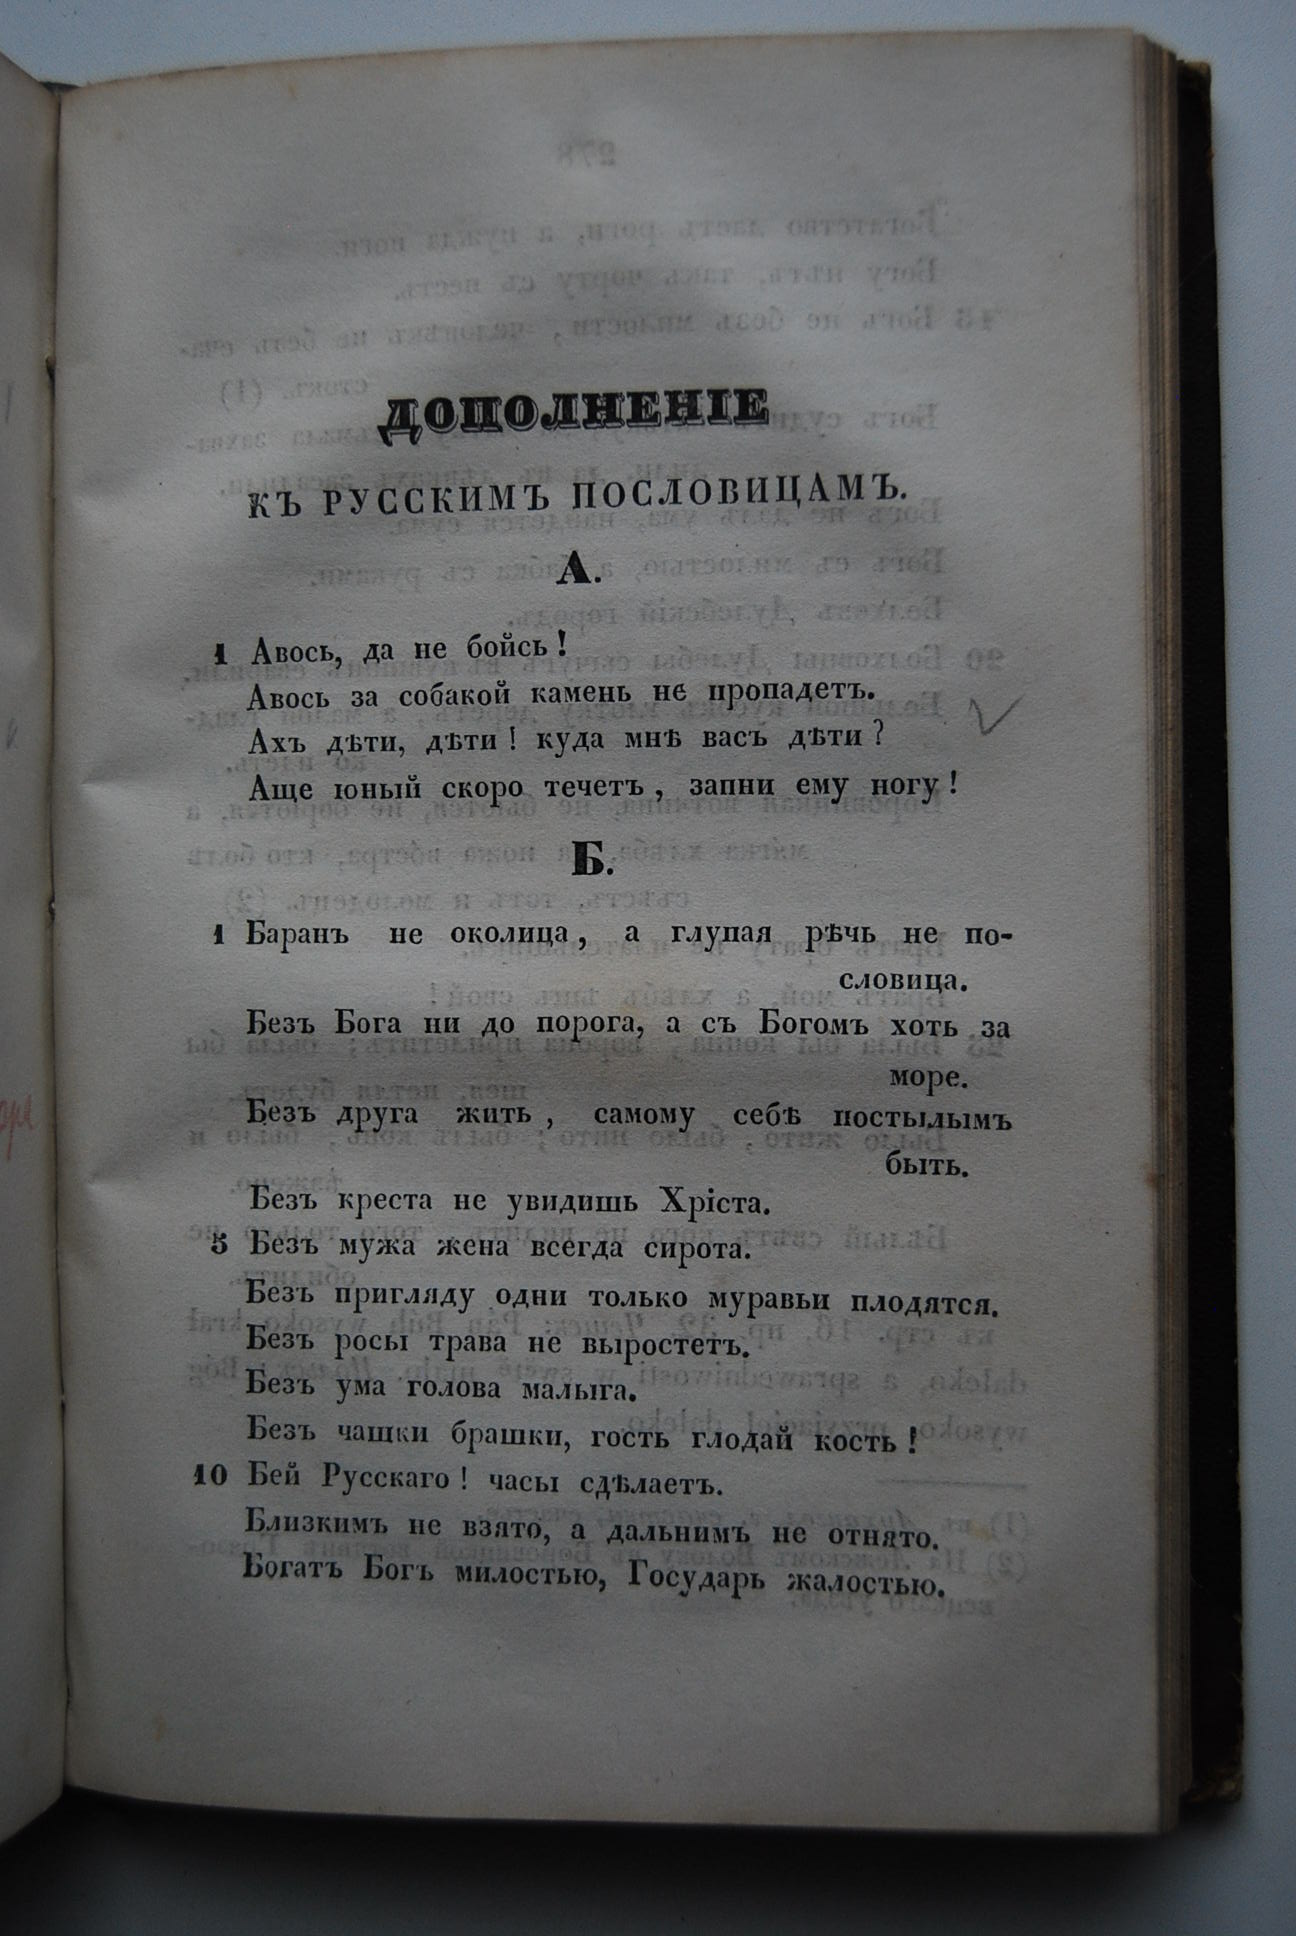 ДОПОЛНЕНІЕ
КЪ РУССКИМЪ ПОСЛОВИЦАМЪ.
А.
1 Авось, да не бойсь!
Авось за собакой камень не пропадетъ.
Ахъ дѣти, дѣти! куда мнѣ васъ дѣти?
Аще юный скоро течетъ, запни ему ногу!
Б.
1 Баранъ не околица, а глупая рѣчь не по-
словица.
Безъ Бога ни до порога, а съ Богомъ хоть за
море.
Безъ друга жить, самому себѣ постылымъ
быть.
Безъ креста не увидишь Хріста.
5 Безъ мужа жена всегда сирота.
Безъ пригляду одни только муравьи плодятся.
Безъ росы трава не выростетъ.
Безъ ума голова малыга.
Безъ чашки брашки, гость глодай кость!
10 Бей Русскаго! часы сдѣлаетъ.
Близкимъ не взято, а дальнимъ не отнято.
Богатъ Богъ милостью, Государь жалостью.